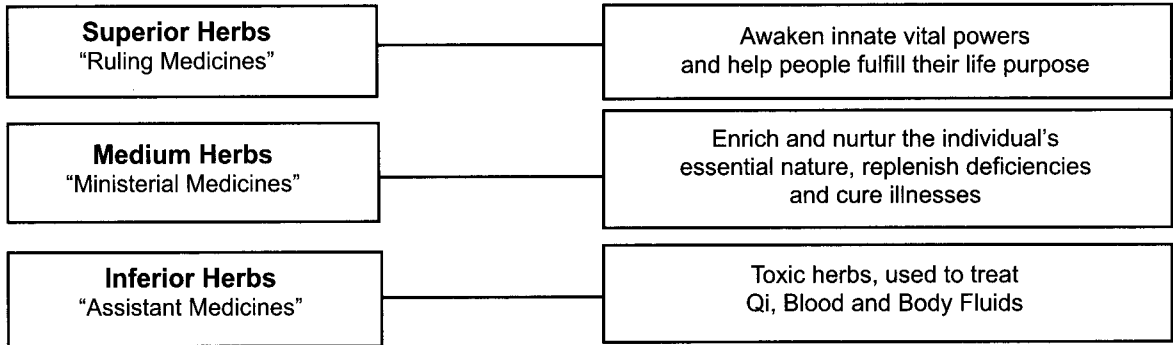 Superior Herbs
“Ruling Medicines”
Awaken innate vital powers
and help people fulfill their life purpose
Medium Herbs
“Ministerial Medicines”
Enrich and nurtur the individual’s
essential nature, replenish deficiencies
and cure illnesses
Inferior Herbs
“Assistant Medicines”
Toxic herbs, used to treat
Qi, Blood and Body Fluids